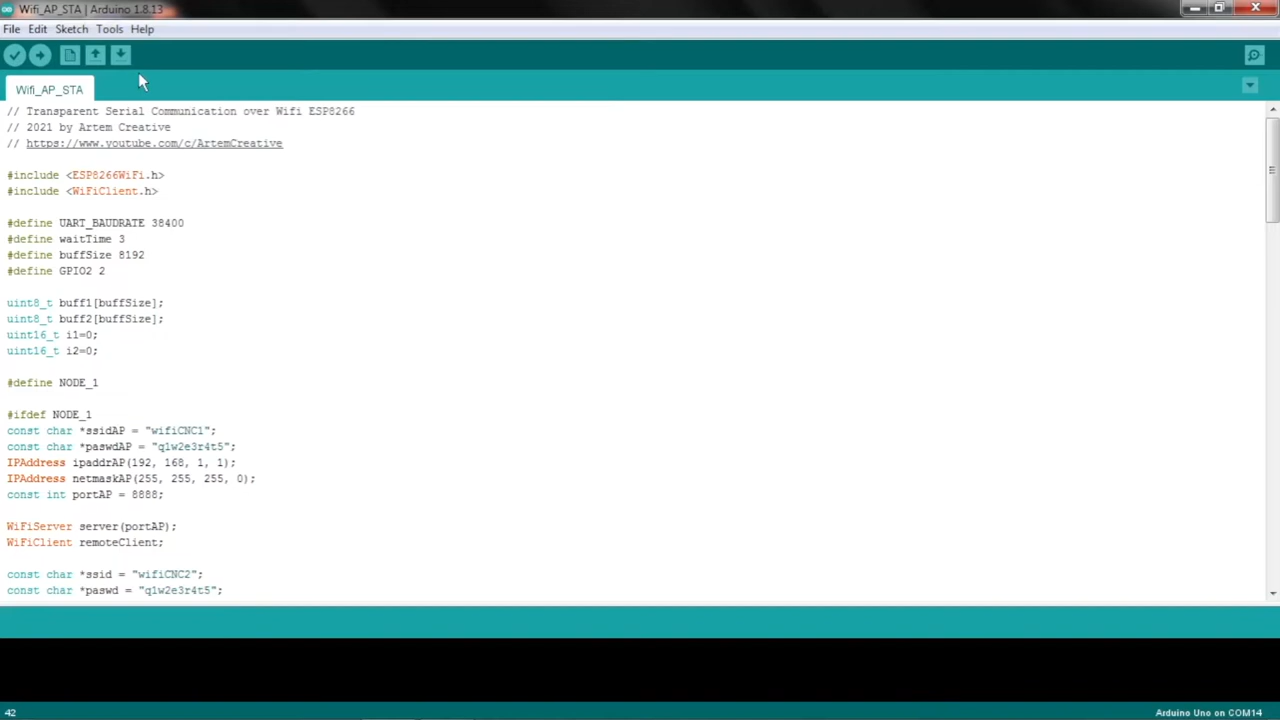 Wifi_AP_STA | Arduino 1.8.13
File Edit Sketch Tools Help
Wifi_AP_STA
// Transparent Serial Communication over Wifi ESP8266
// 2021 by Artem Creative
// https://www.youtube.com/c/ArtemCreative
#include <ESP8266WiFi.h>
#include <WiFiClient.h>
#define UART_BAUDRATE 38400
#define waitTime 3
#define buffSize 8192
#define GPIO2 2
uint8_t buff1[buffSize];
uint8_t buff2[buffSize];
uint16_t i1=0;
uint16_t i2=0;
#define NODE_1
#ifdef NODE_1
const char *ssidAP = "wifiCNC1";
const char *paswdAP = "q1w2e3r4t5";
IPAddress ipaddrAP(192, 168, 1, 1);
IPAddress netmaskAP(255, 255, 255, 0);
const int portAP = 8888;
WiFiServer server(portAP);
WiFiClient remoteClient;
const char *ssid = "wifiCNC2";
const char *paswd = "q1w2e3r4t5";
42
Arduino Uno on COM14